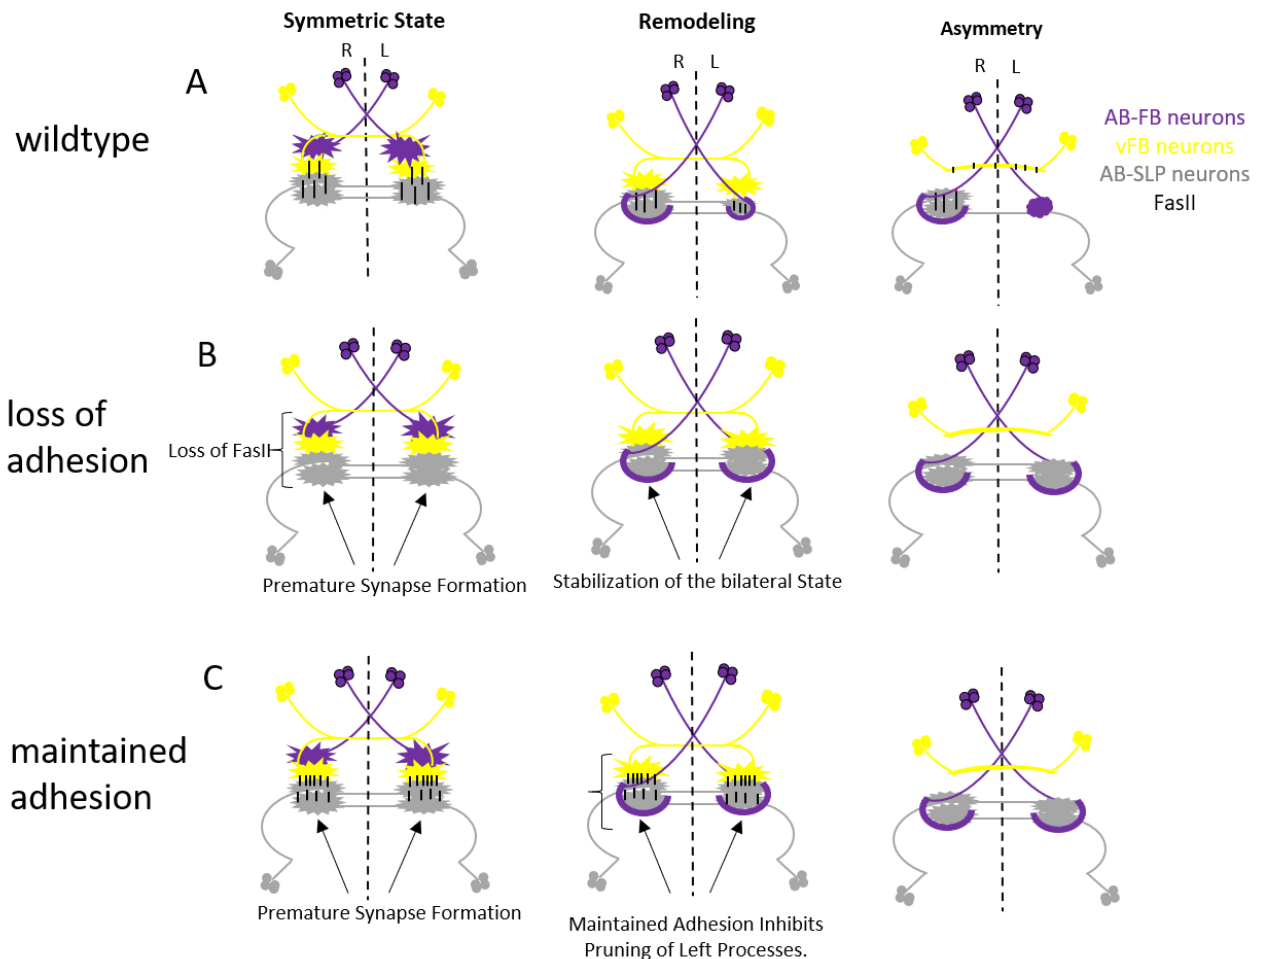 Symmetric State
Remodeling
Asymmetry
R L
R L
R L
A
wildtype
AB-FB neurons
vFB neurons
AB-SLP neurons
FasII
B
loss of
adhesion
Loss of FasII
Premature Synapse Formation
Stabilization of the bilateral State
C
maintained
adhesion
Premature Synapse Formation
Maintained Adhesion Inhibits
Pruning of Left Processes.